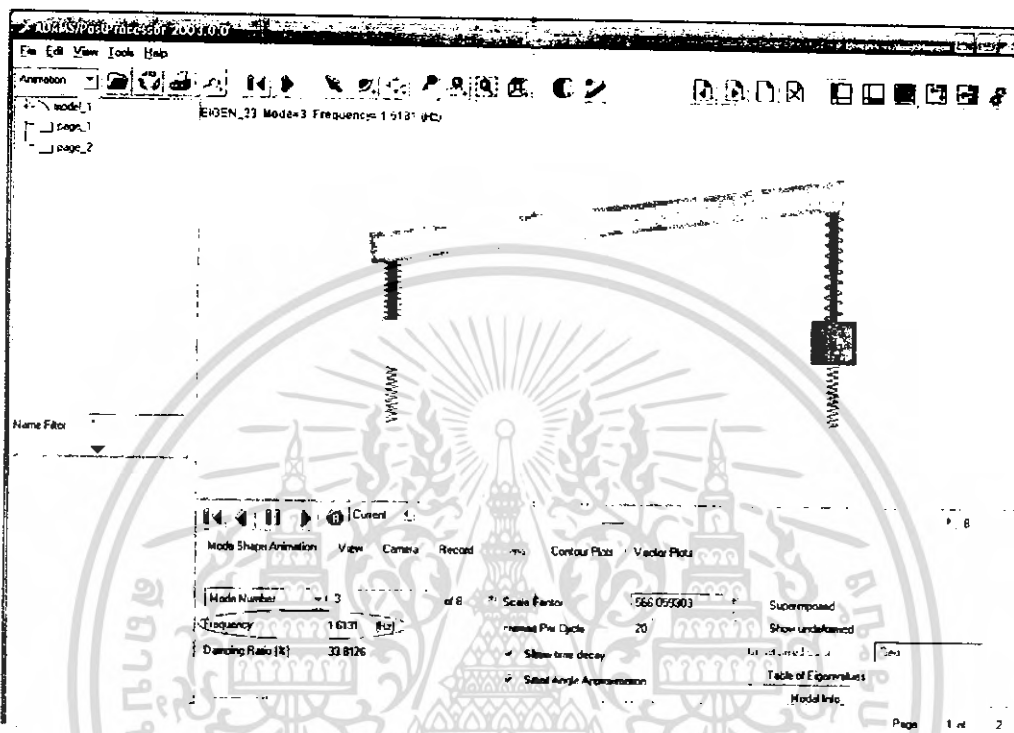 ADAMS/PostProcessor 2003.0.0
File Edit View Tools Help
Animation
model_1
page_1
page_2
EIGEN_23 Mode=3 Frequency= 1.6131 (Hz)
Name Filter
Current
Mode Shape Animation View Camera Record Contour Plots Vector Plots
Mode Number 3 of 8 Scale Factor 566.059303 Superimposed
Frequency 1.6131 (Hz) Frames Per Cycle 20 Show undeformed
Damping Ratio (%) 33.8126 Show time decay
Small Angle Approximation Table of Eigenvalues
Modal Info
Page 1 of 2